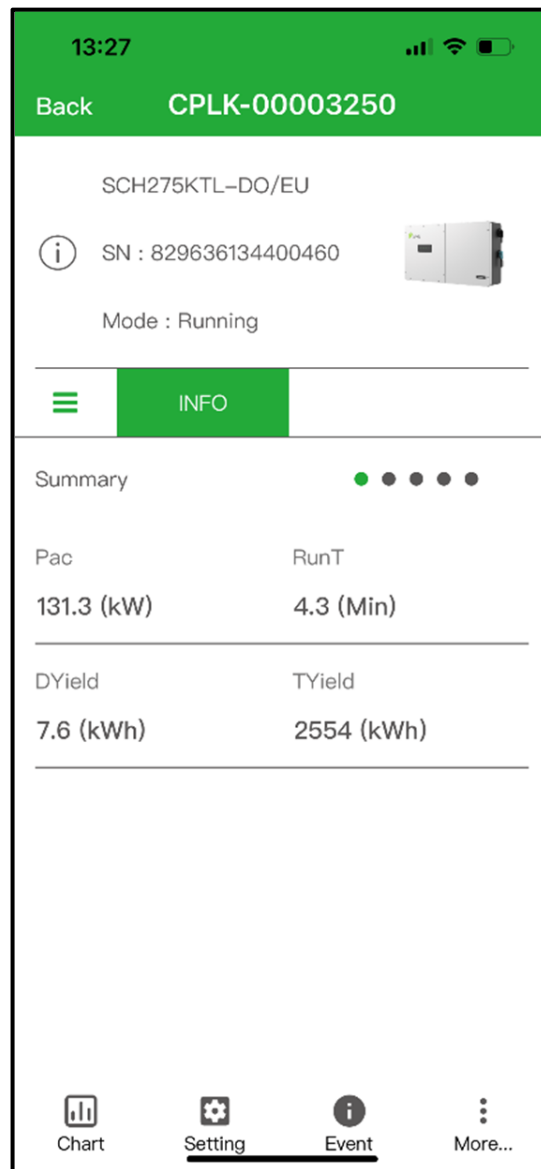 13:27
Back CPLK-00003250
SCH275KTL-DO/EU
SN : 829636134400460
Mode : Running
INFO
Summary
Pac RunT
131.3 (kW) 4.3 (Min)
DYield TYield
7.6 (kWh) 2554 (kWh)
Chart Setting Event More...